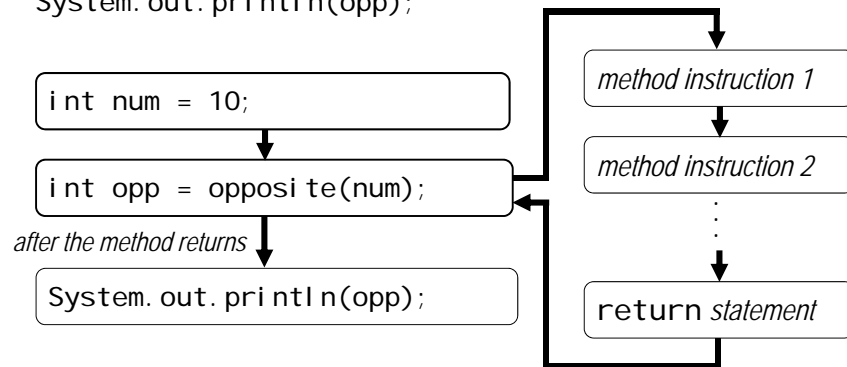 System.out.println(opp);
int num = 10;
int opp = opposite(num);
after the method returns
System.out.println(opp);
method instruction 1
method instruction 2
.
.
.
return statement